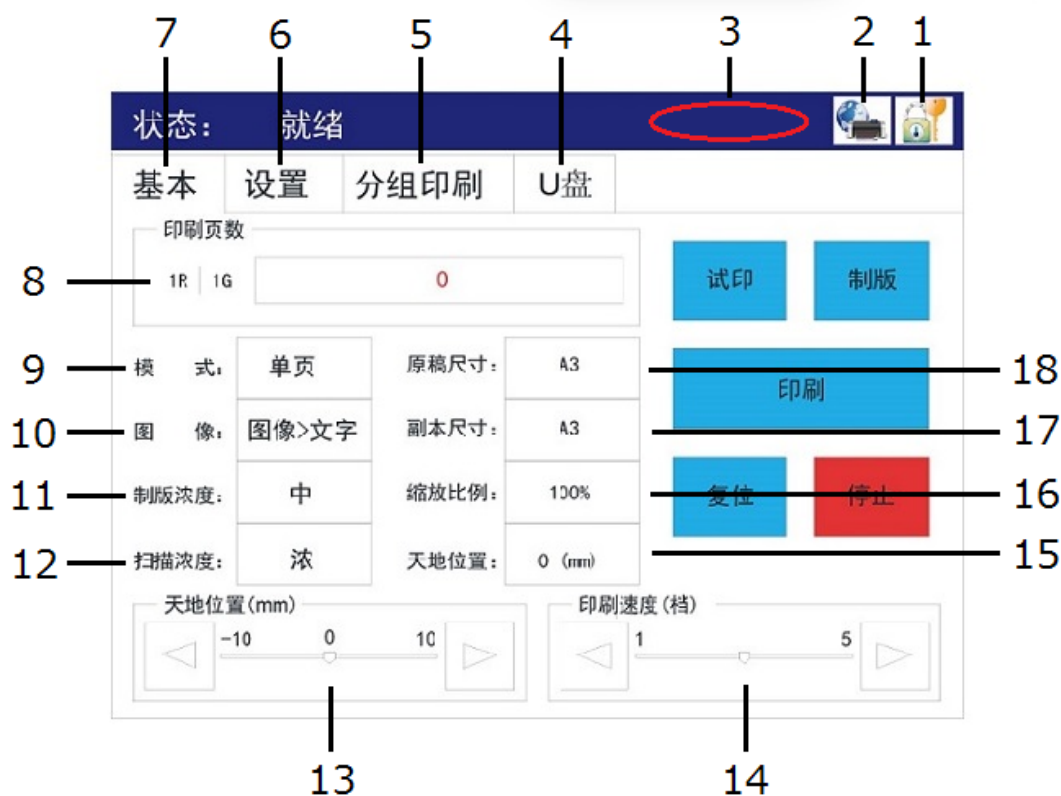 7 6 5 4 3 2 1
状态： 就绪
基本 设置 分组印刷 U盘
印刷页数
8 1R 1G 0 试印 制版
9 模 式： 单页 原稿尺寸： A3 18
印刷
10 图 像： 图像>文字 副本尺寸： A3 17
11 制版浓度： 中 缩放比例： 100% 复位 停止 16
12 扫描浓度： 浓 天地位置： 0 (mm) 15
天地位置(mm) 印刷速度(档)
-10 0 10 1 5
13 14